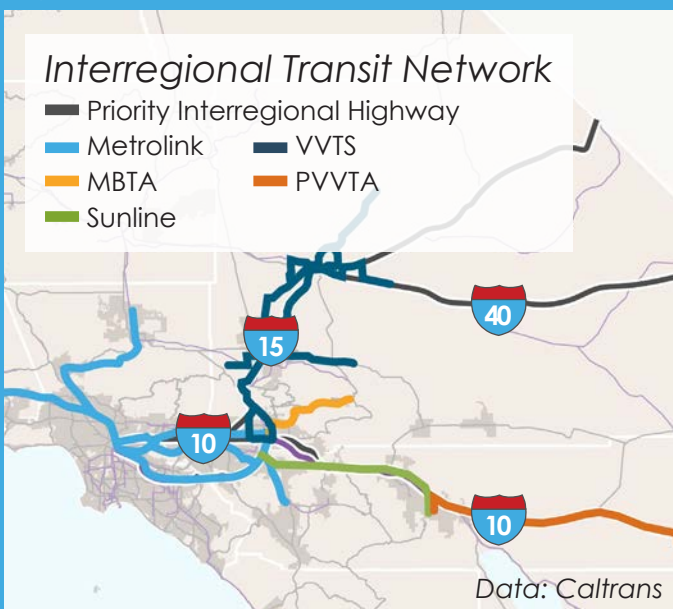 Interregional Transit Network
Priority Interregional Highway
Metrolink VVTS
MBTA PVVTA
Sunline
40
15
10
10
Data: Caltrans